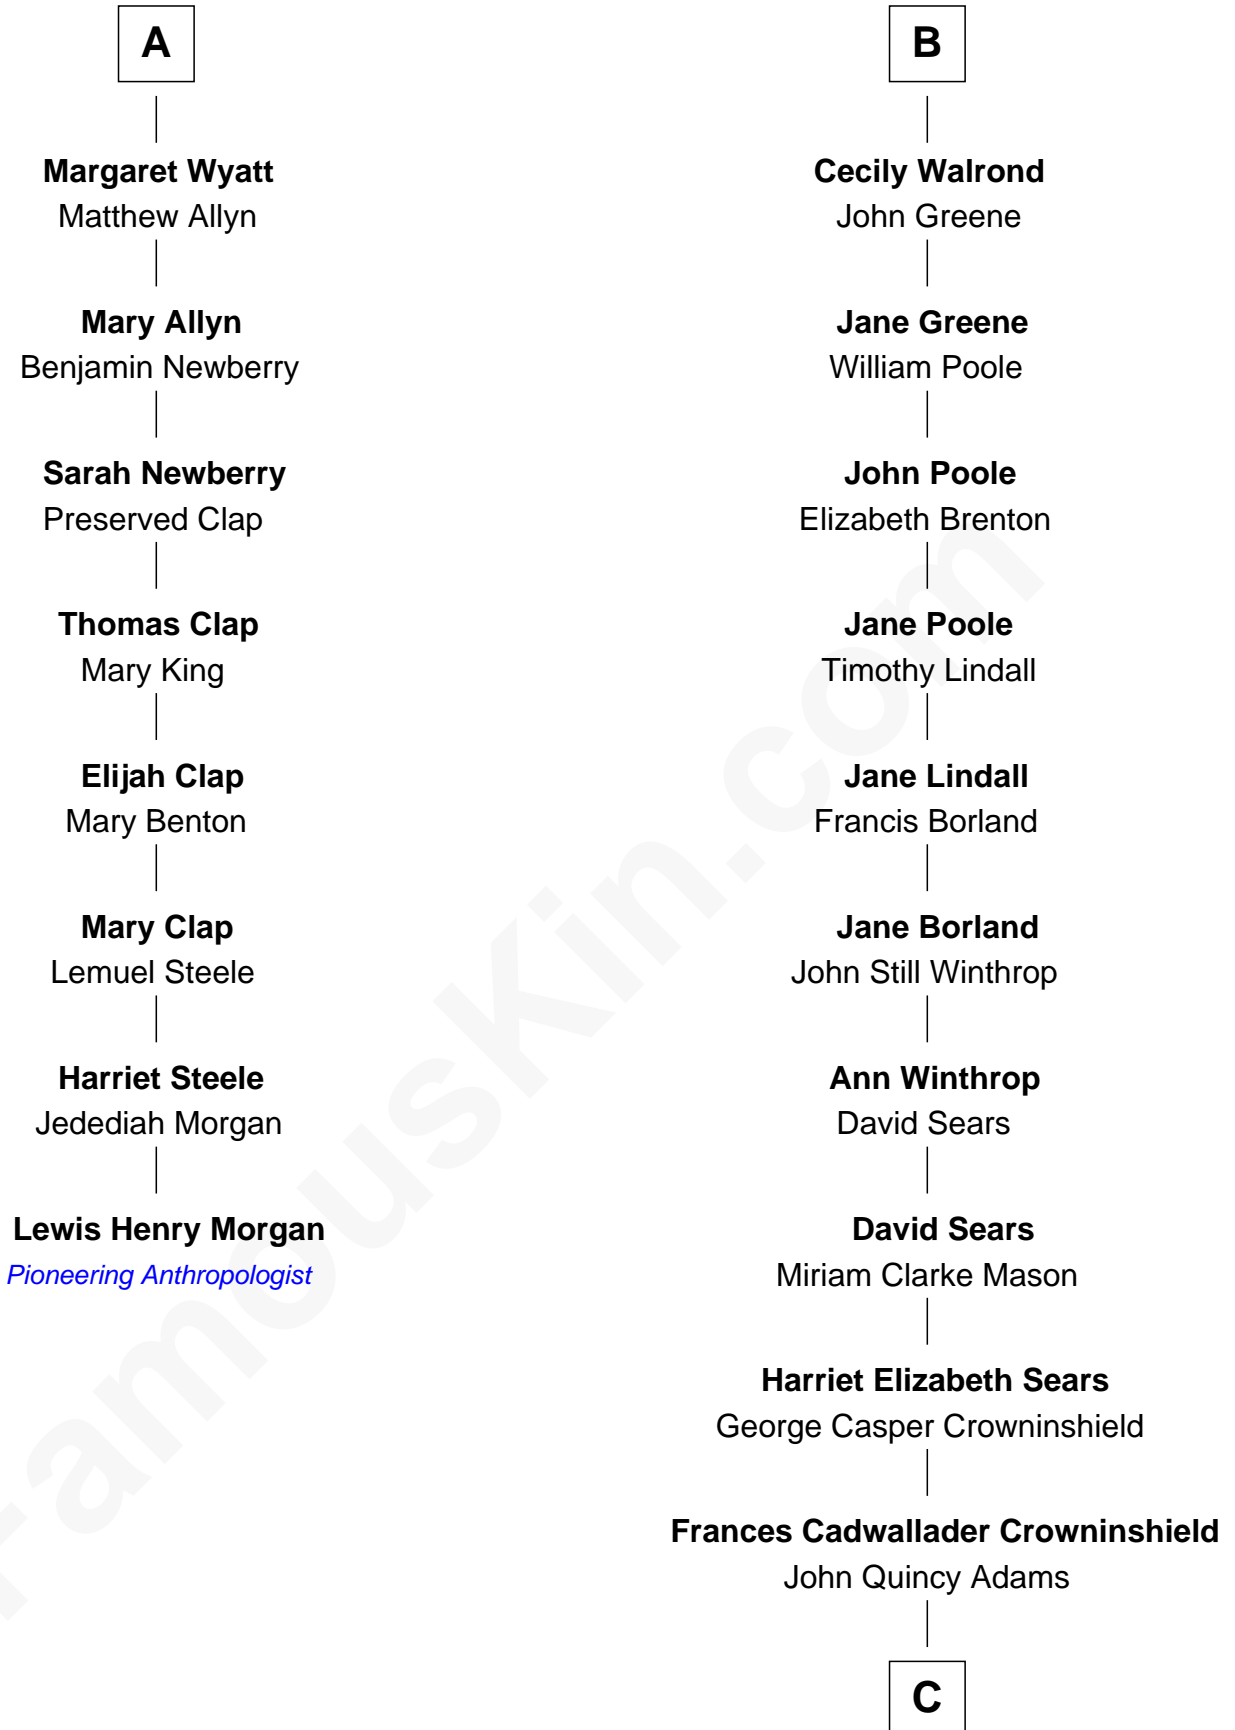 A
Margaret Wyatt
Matthew Allyn
Mary Allyn
Benjamin Newberry
Sarah Newberry
Preserved Clap
Thomas Clap
Mary King
Elijah Clap
Mary Benton
Mary Clap
Lemuel Steele
Harriet Steele
Jedediah Morgan
Lewis Henry Morgan
Pioneering Anthropologist
B
Cecily Walrond
John Greene
Jane Greene
William Poole
John Poole
Elizabeth Brenton
Jane Poole
Timothy Lindall
Jane Lindall
Francis Borland
Jane Borland
John Still Winthrop
Ann Winthrop
David Sears
David Sears
Miriam Clarke Mason
Harriet Elizabeth Sears
George Casper Crowninshield
Frances Cadwallader Crowninshield
John Quincy Adams
C
FamousKin.com